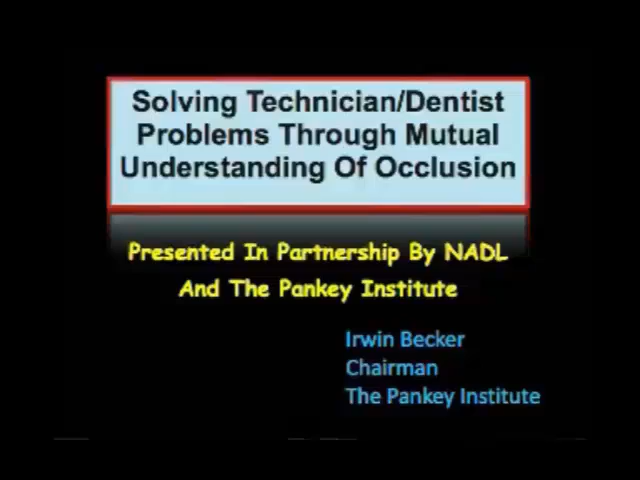 Solving Technician/Dentist
Problems Through Mutual
Understanding Of Occlusion
Presented In Partnership By NADL
And The Pankey Institute
Irwin Becker
Chairman
The Pankey Institute